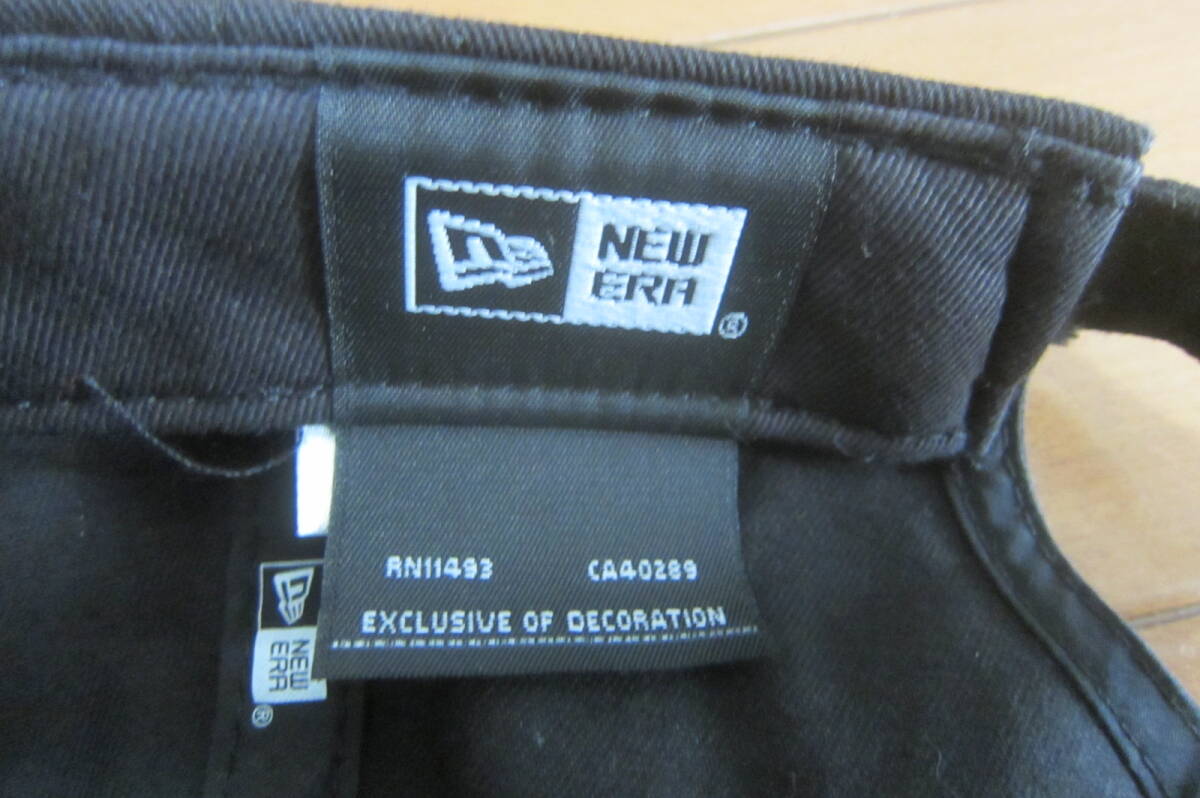 NEW
ERA
®
RN11493 CA40289
EXCLUSIVE OF DECORATION
NEW
ERA
®